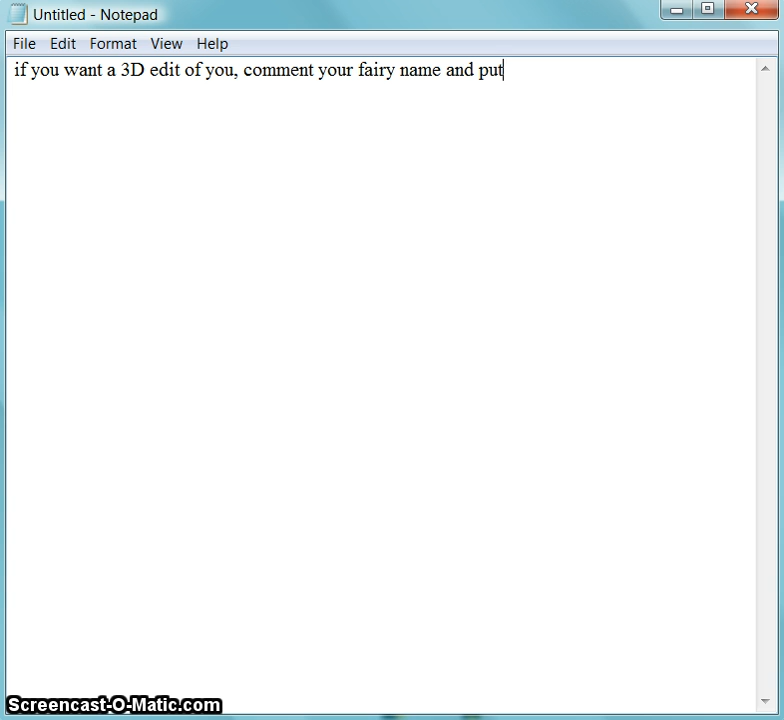 Untitled - Notepad
File Edit Format View Help
if you want a 3D edit of you, comment your fairy name and put
Screencast-O-Matic.com